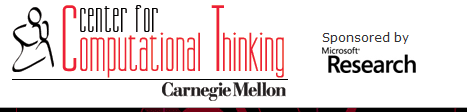 center for
Computational Thinking
Carnegie Mellon
Sponsored by
Microsoft®
Research